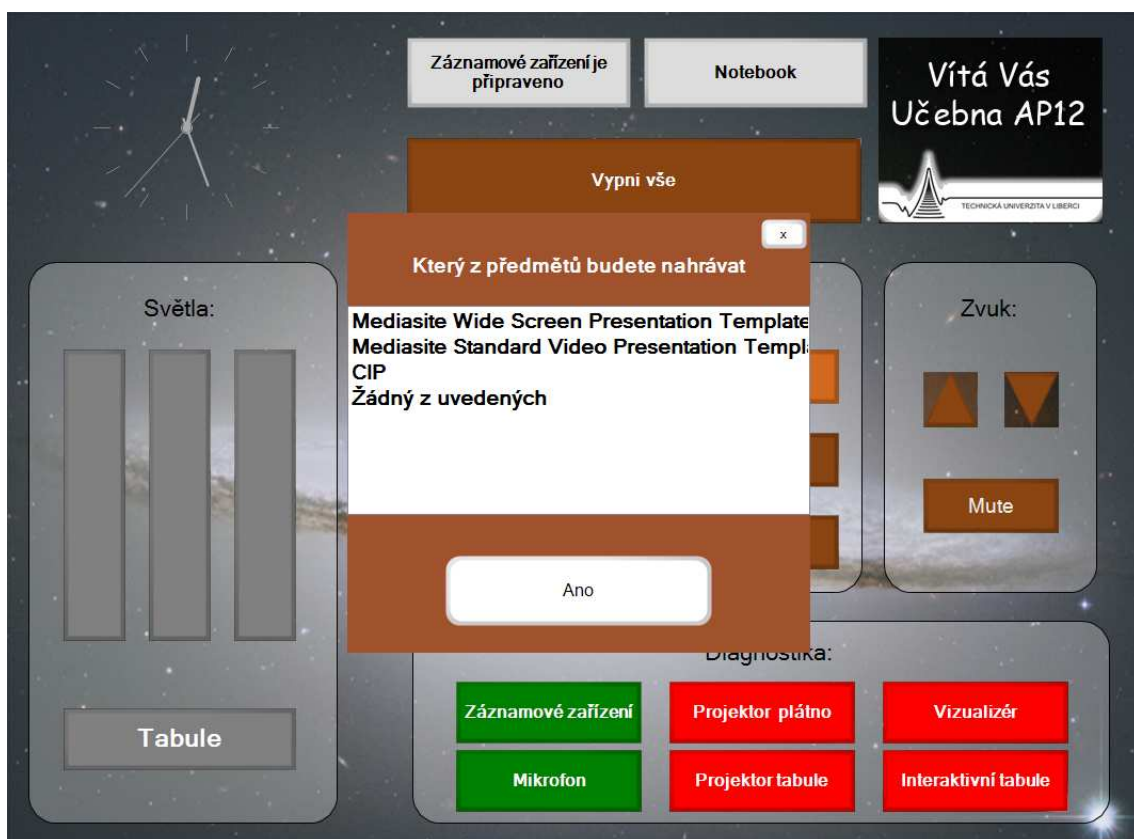 Záznamové zařízení je
připraveno
Notebook
Vítá Vás
Učebna AP12
TECHNICKÁ UNIVERZITA V LIBERCI
Vypni vše
x
Který z předmětů budete nahrávat
Mediasite Wide Screen Presentation Template
Mediasite Standard Video Presentation Templa
CIP
Žádný z uvedených
Ano
Světla:
Tabule
Zvuk:
Mute
Diagnostika:
Záznamové zařízení
Projektor plátno
Vizualizér
Mikrofon
Projektor tabule
Interaktivní tabule